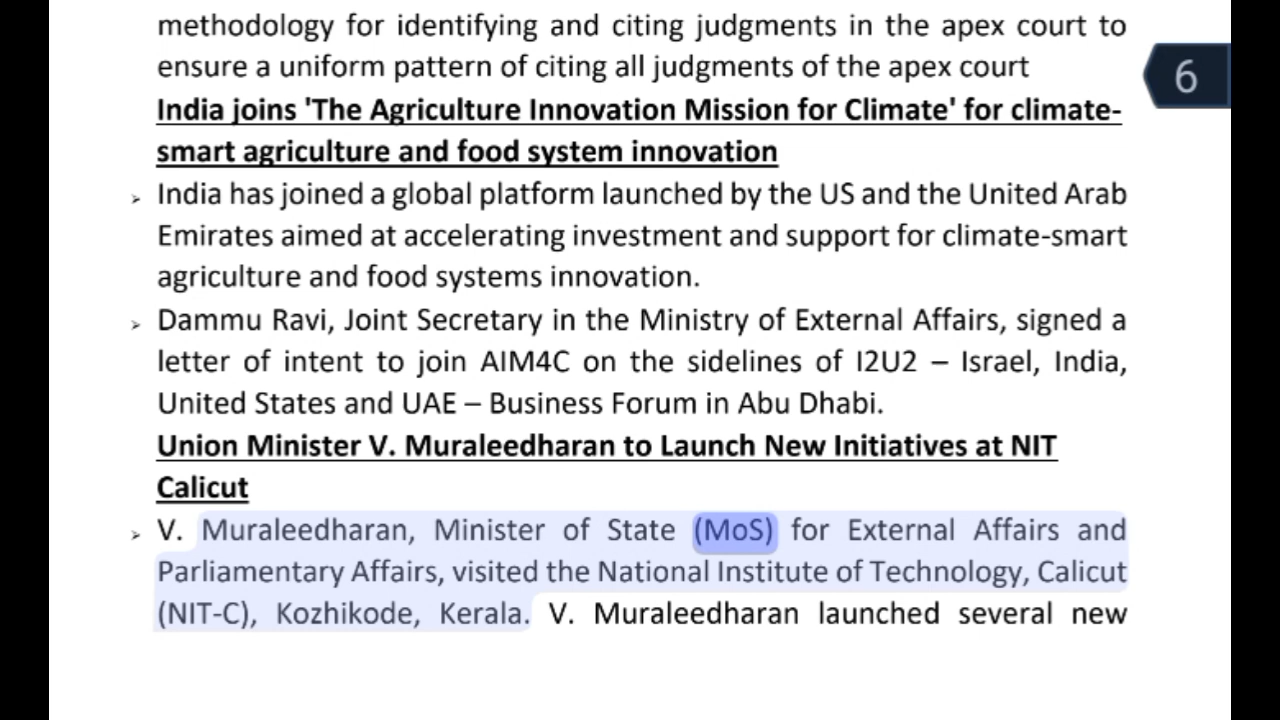 methodology for identifying and citing judgments in the apex court to
ensure a uniform pattern of citing all judgments of the apex court
6
India joins 'The Agriculture Innovation Mission for Climate' for climate-
smart agriculture and food system innovation
➢ India has joined a global platform launched by the US and the United Arab
Emirates aimed at accelerating investment and support for climate-smart
agriculture and food systems innovation.
➢ Dammu Ravi, Joint Secretary in the Ministry of External Affairs, signed a
letter of intent to join AIM4C on the sidelines of I2U2 – Israel, India,
United States and UAE – Business Forum in Abu Dhabi.
Union Minister V. Muraleedharan to Launch New Initiatives at NIT
Calicut
➢ V. Muraleedharan, Minister of State (MoS) for External Affairs and
Parliamentary Affairs, visited the National Institute of Technology, Calicut
(NIT-C), Kozhikode, Kerala. V. Muraleedharan launched several new